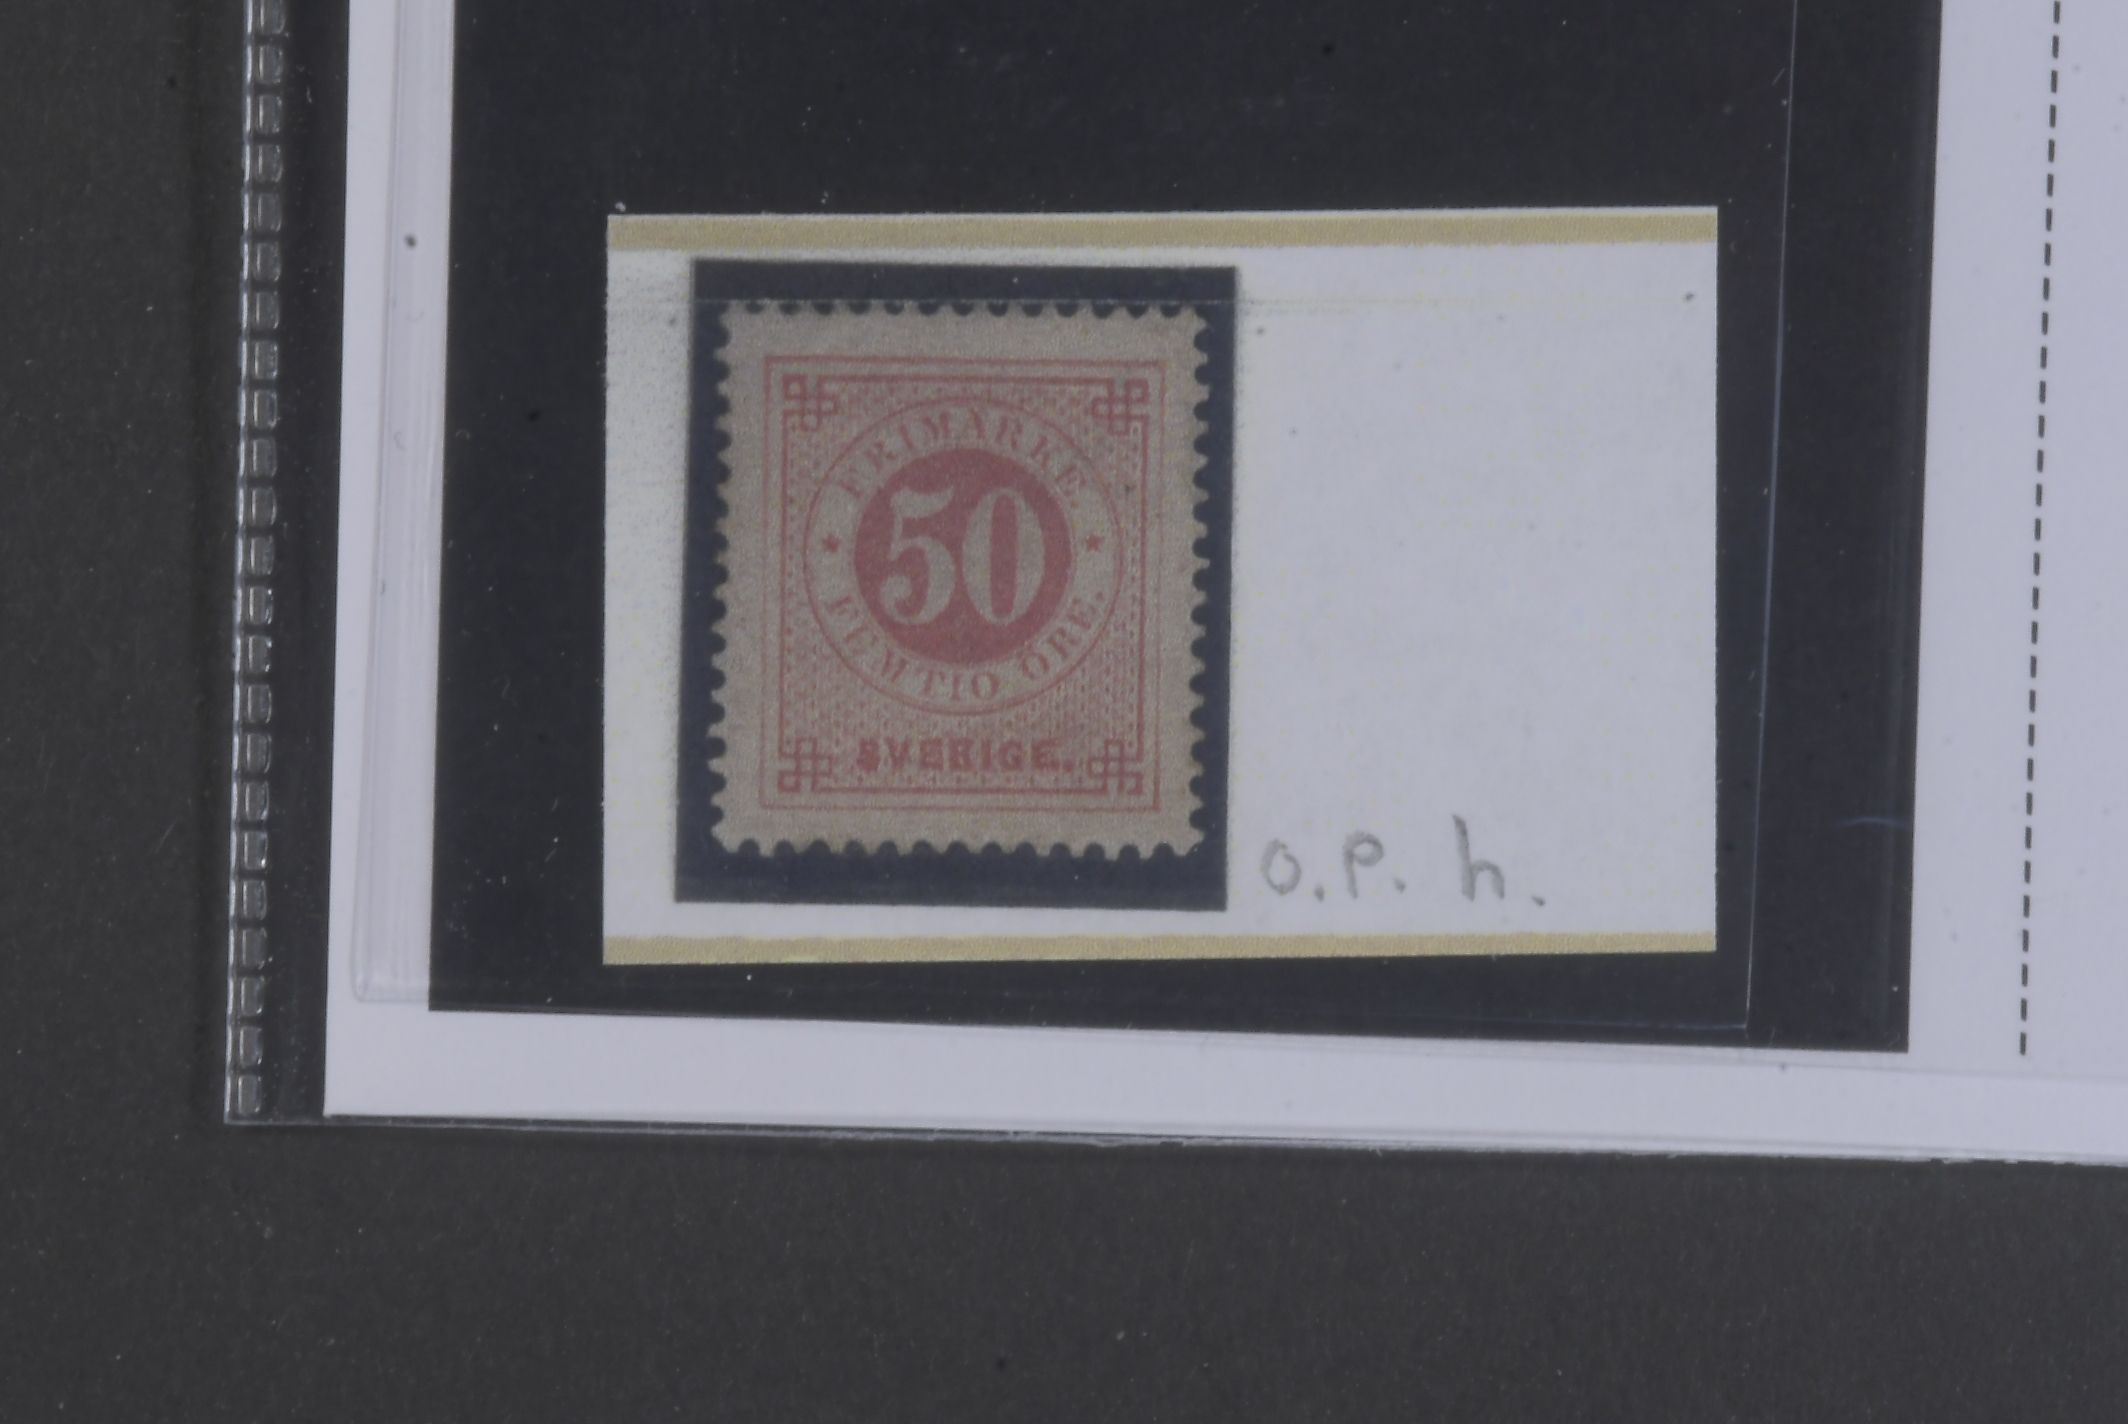 FRIMÄRKE
50
FEMTIO ÖRE.
SVERIGE.
o.P. h.